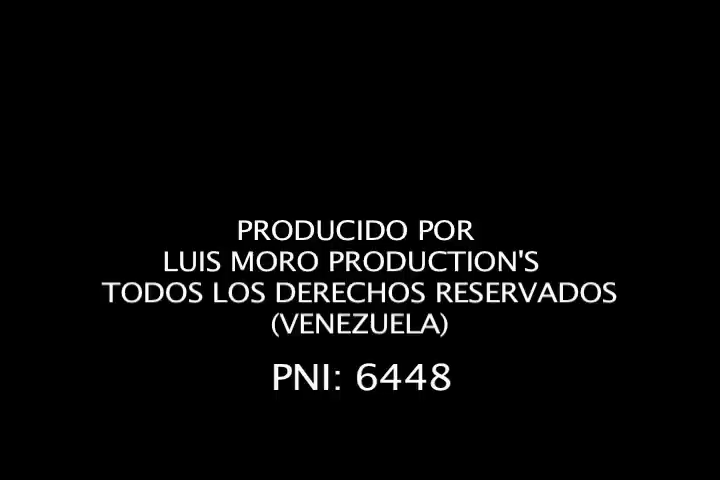 PRODUCIDO POR
LUIS MORO PRODUCTION'S
TODOS LOS DERECHOS RESERVADOS
(VENEZUELA)
PNI: 6448